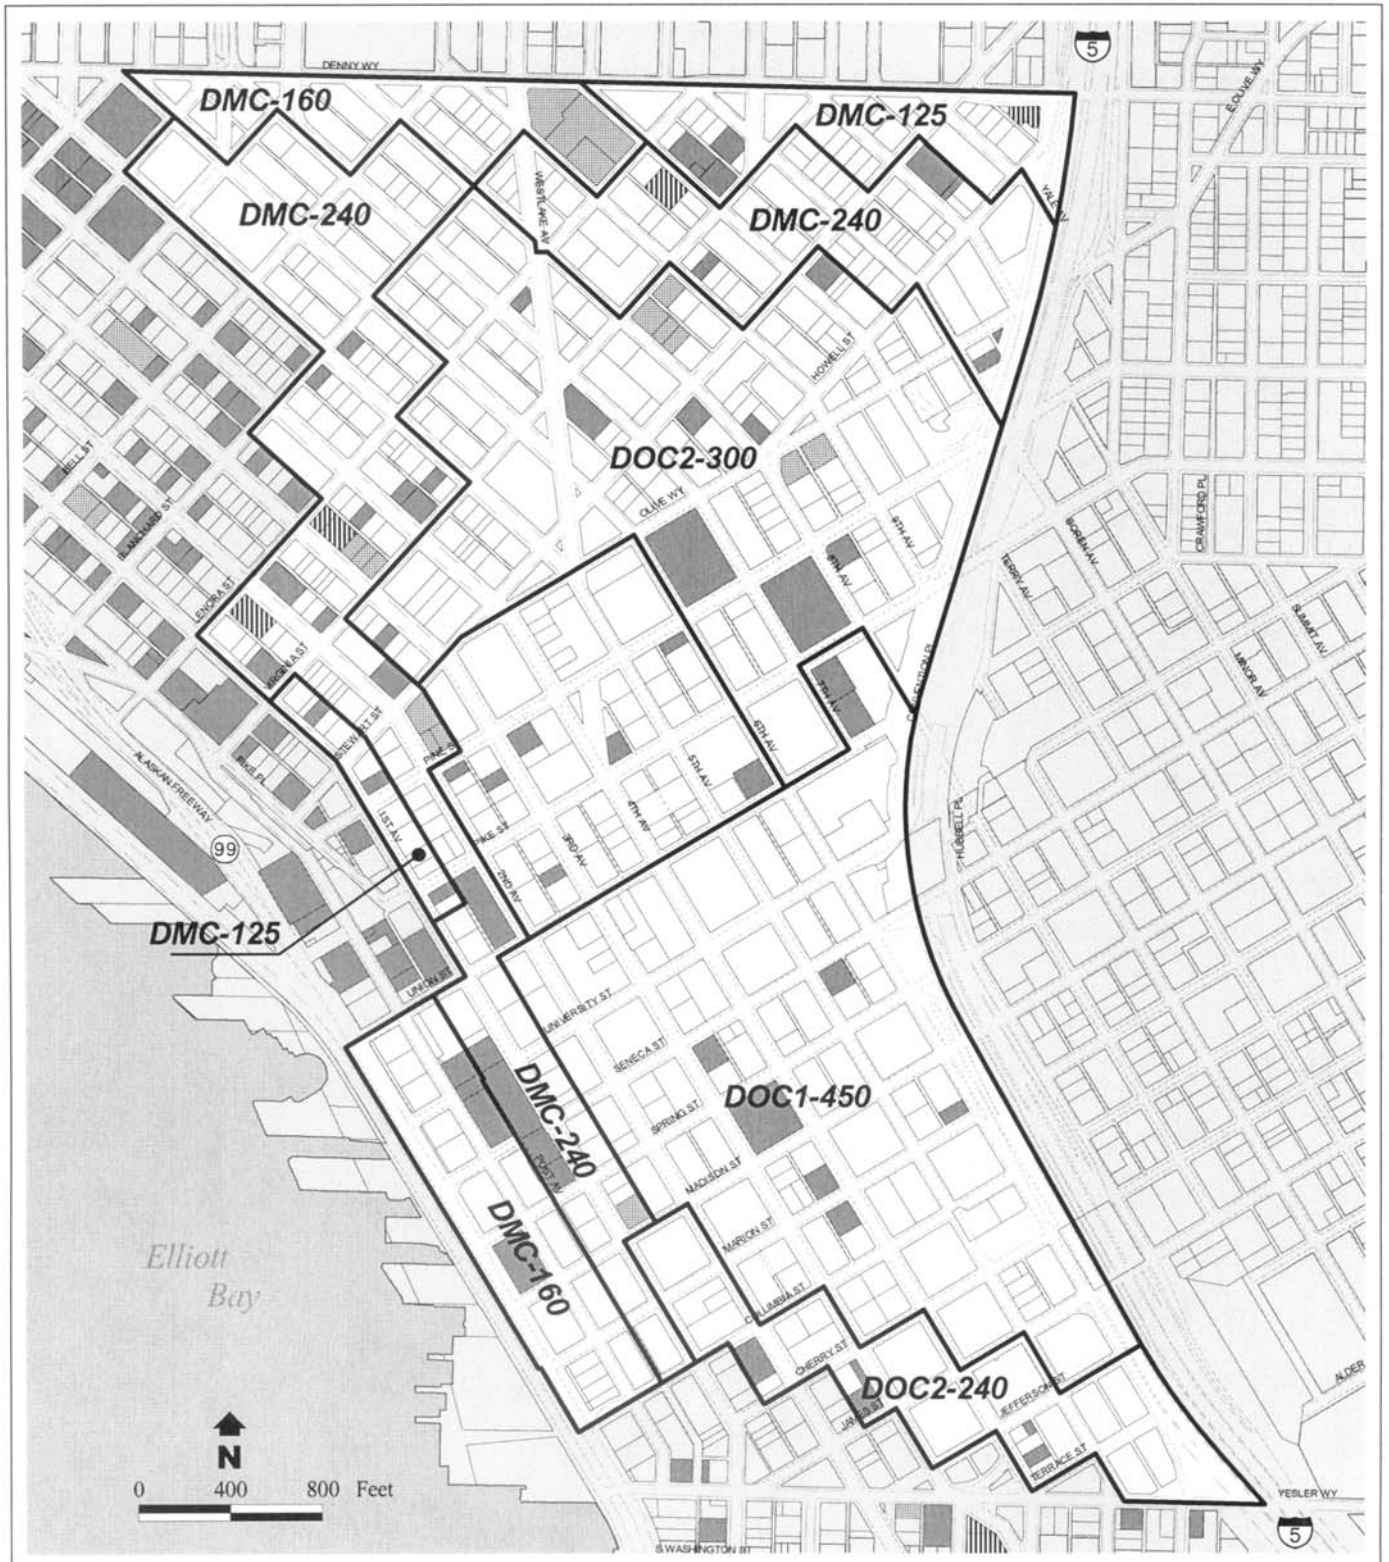 5
DENNY WY
E OLIVE WY
DMC-160
DMC-125
WESTLAKE AV
YALE AV
DMC-240
DMC-240
HOWELL ST
DOC2-300
BELL ST
OLIVE WY
BLANCHARD ST
9TH AV
BOREN AV
CRAWFORD PL
8TH AV
TERRY AV
LENORA ST
SUMMIT AV
VIRGINIA ST
MINOR AV
7TH AV
STEWART ST
6TH AV
PINE ST
ALASKAN FREEWAY
PIKE PL
5TH AV
1ST AV
4TH AV
PIKE ST
3RD AV
HUBBELL PL
99
2ND AV
DMC-125
UNION ST
UNIVERSITY ST
SENECA ST
DMC-240
DOC1-450
SPRING ST
POST AV
MADISON ST
DMC-160
MARION ST
Elliott
Bay
COLUMBIA ST
CHERRY ST
ALDER
DOC2-240
JEFFERSON ST
JAMES ST
TERRACE ST
N
0 400 800 Feet
YESLER WY
5
S WASHINGTON ST